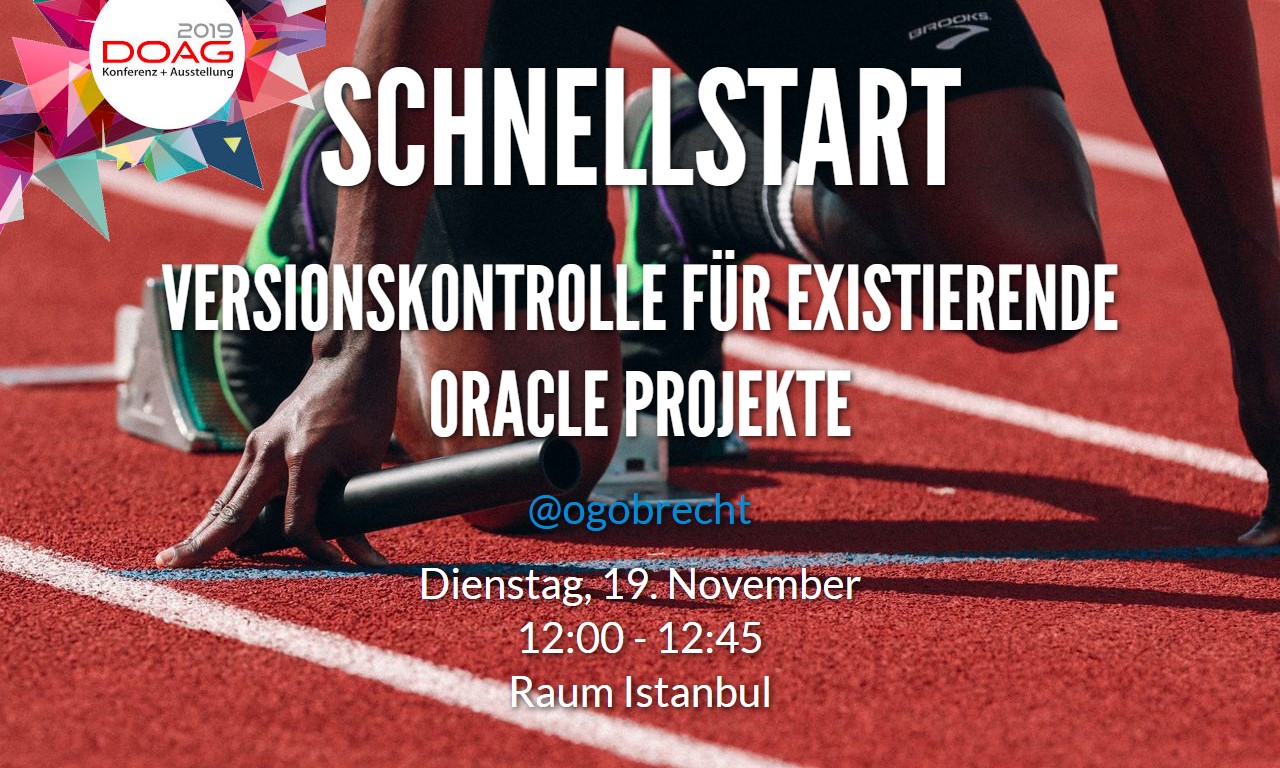 2019
DOAG
Konferenz + Ausstellung
BROOKS
SCHNELLSTART
VERSIONSKONTROLLE FÜR EXISTIERENDE
ORACLE PROJEKTE
@ogobrecht
Dienstag, 19. November
12:00 - 12:45
Raum Istanbul